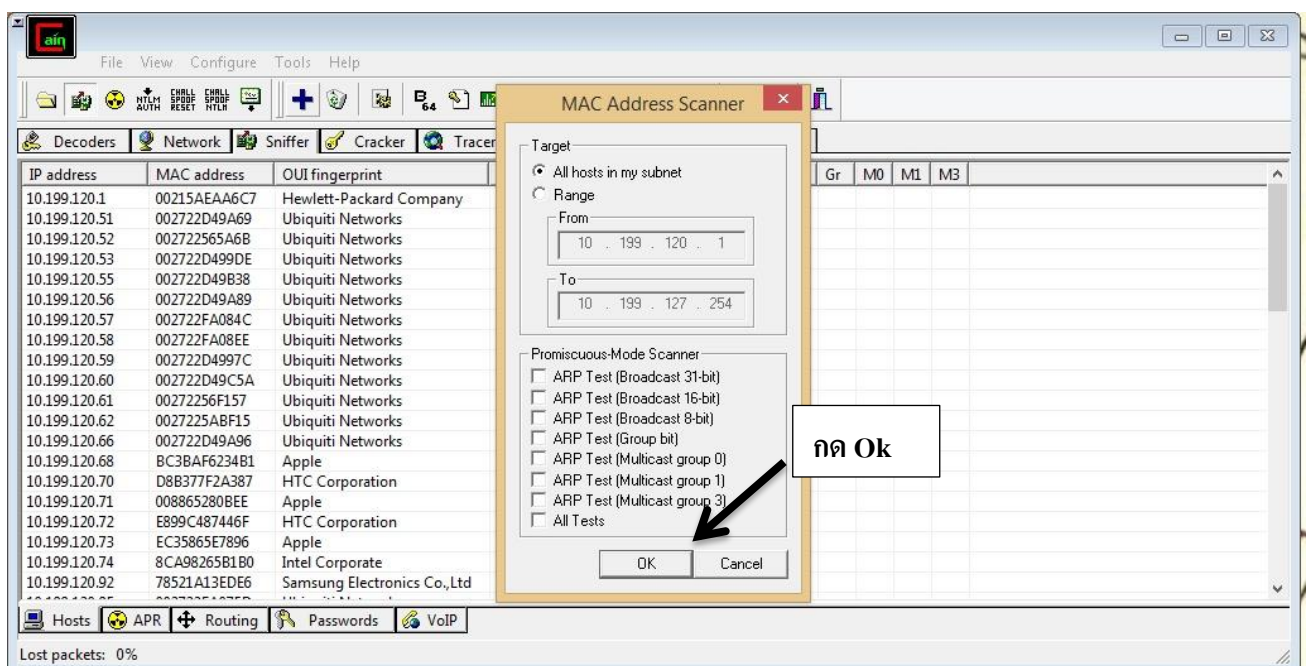 Cain
File View Configure Tools Help
NTLM AUTH CHALL SPOOF RESET CHALL SPOOF NTLM B64
MAC Address Scanner
Decoders Network Sniffer Cracker
IP address MAC address OUI fingerprint Gr M0 M1 M3
10.199.120.1 00215AEAA6C7 Hewlett-Packard Company
10.199.120.51 002722D49A69 Ubiquiti Networks
10.199.120.52 002722565A6B Ubiquiti Networks
10.199.120.53 002722D499DE Ubiquiti Networks
10.199.120.55 002722D49B38 Ubiquiti Networks
10.199.120.56 002722D49A89 Ubiquiti Networks
10.199.120.57 002722FA084C Ubiquiti Networks
10.199.120.58 002722FA08EE Ubiquiti Networks
10.199.120.59 002722D4997C Ubiquiti Networks
10.199.120.60 002722D49C5A Ubiquiti Networks
10.199.120.61 00272256F157 Ubiquiti Networks
10.199.120.62 0027225ABF15 Ubiquiti Networks
10.199.120.66 002722D49A96 Ubiquiti Networks
10.199.120.68 BC3BAF6234B1 Apple
10.199.120.70 D8B377F2A387 HTC Corporation
10.199.120.71 008865280BEE Apple
10.199.120.72 E899C487446F HTC Corporation
10.199.120.73 EC35865E7896 Apple
10.199.120.74 8CA98265B1B0 Intel Corporate
10.199.120.92 78521A13EDE6 Samsung Electronics Co.,Ltd
Target
All hosts in my subnet
Range
From
10 . 199 . 120 . 1
To
10 . 199 . 127 . 254
Promiscuous-Mode Scanner
ARP Test (Broadcast 31-bit)
ARP Test (Broadcast 16-bit)
ARP Test (Broadcast 8-bit)
ARP Test (Group bit)
ARP Test (Multicast group 0)
ARP Test (Multicast group 1)
ARP Test (Multicast group 3)
All Tests
OK Cancel
กด Ok
Hosts APR Routing Passwords VoIP
Lost packets: 0%